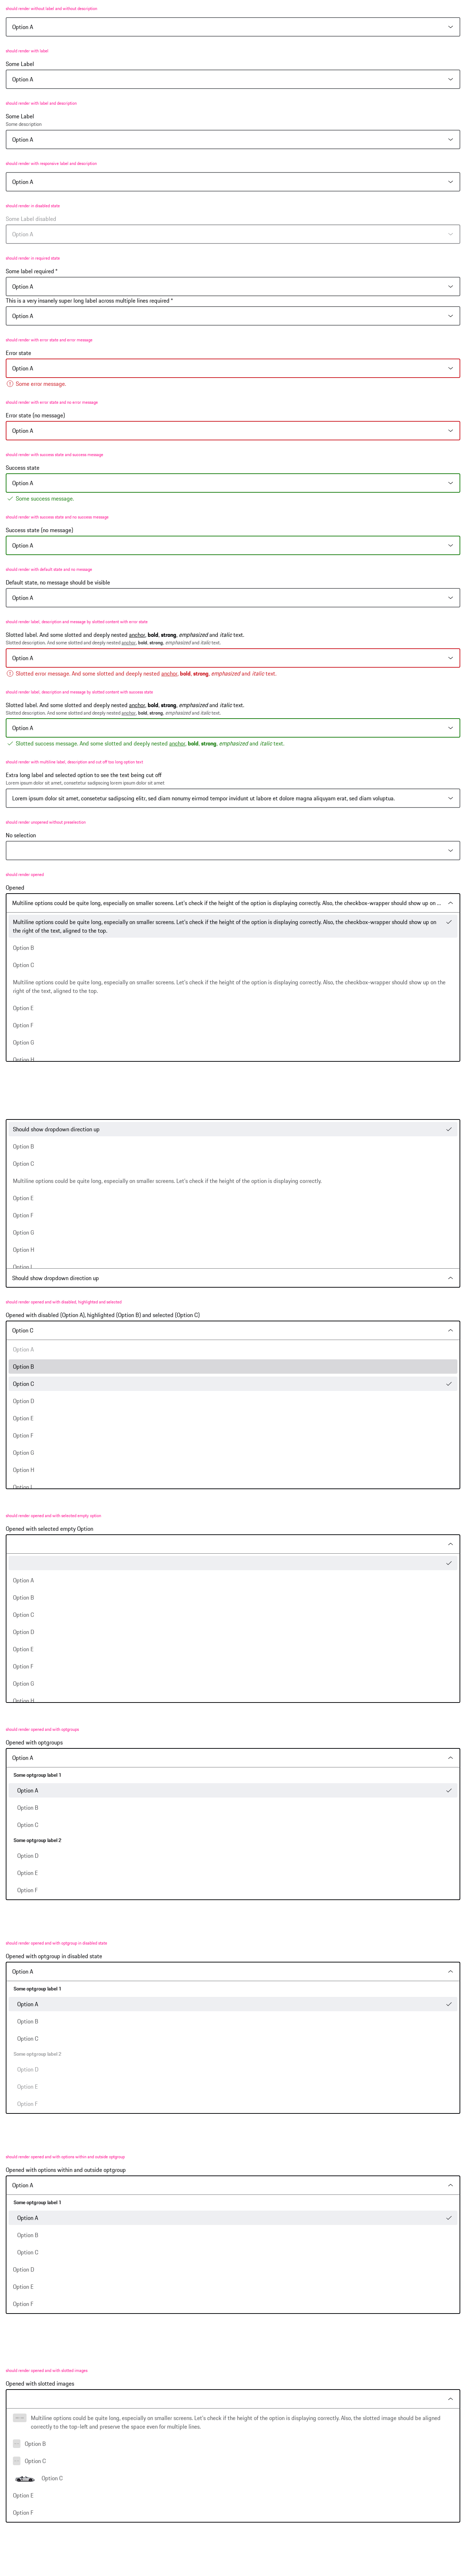 should render without label and without description
Option A
should render with label
Some Label
Option A
should render with label and description
Some Label
Some description
Option A
should render with responsive label and description
Option A
should render in disabled state
Some Label disabled
Option A
should render in required state
Some label required *
Option A
This is a very insanely super long label across multiple lines required *
Option A
should render with error state and error message
Error state
Option A
Some error message.
should render with error state and no error message
Error state (no message)
Option A
should render with success state and success message
Success state
Option A
Some success message.
should render with success state and no success message
Success state (no message)
Option A
should render with default state and no message
Default state, no message should be visible
Option A
should render label, description and message by slotted content with error state
Slotted label. And some slotted and deeply nested anchor, bold, strong, emphasized and italic text.
Slotted description. And some slotted and deeply nested anchor, bold, strong, emphasized and italic text.
Option A
Slotted error message. And some slotted and deeply nested anchor, bold, strong, emphasized and italic text.
should render label, description and message by slotted content with success state
Slotted label. And some slotted and deeply nested anchor, bold, strong, emphasized and italic text.
Slotted description. And some slotted and deeply nested anchor, bold, strong, emphasized and italic text.
Option A
Slotted success message. And some slotted and deeply nested anchor, bold, strong, emphasized and italic text.
should render with multiline label, description and cut off too long option text
Extra long label and selected option to see the text being cut off
Lorem ipsum dolor sit amet, consetetur sadipscing lorem ipsum dolor sit amet
Lorem ipsum dolor sit amet, consetetur sadipscing elitr, sed diam nonumy eirmod tempor invidunt ut labore et dolore magna aliquyam erat, sed diam voluptua.
should render unopened without preselection
No selection
should render opened
Opened
Multiline options could be quite long, especially on smaller screens. Let's check if the height of the option is displaying correctly. Also, the checkbox-wrapper should show up on ...
Multiline options could be quite long, especially on smaller screens. Let's check if the height of the option is displaying correctly. Also, the checkbox-wrapper should show up on
the right of the text, aligned to the top.
Option B
Option C
Multiline options could be quite long, especially on smaller screens. Let's check if the height of the option is displaying correctly. Also, the checkbox-wrapper should show up on the
right of the text, aligned to the top.
Option E
Option F
Option G
Option H
Should show dropdown direction up
Option B
Option C
Multiline options could be quite long, especially on smaller screens. Let's check if the height of the option is displaying correctly.
Option E
Option F
Option G
Option H
Option I
Should show dropdown direction up
should render opened and with disabled, highlighted and selected
Opened with disabled (Option A), highlighted (Option B) and selected (Option C)
Option C
Option A
Option B
Option C
Option D
Option E
Option F
Option G
Option H
Option I
should render opened and with selected empty option
Opened with selected empty Option
Option A
Option B
Option C
Option D
Option E
Option F
Option G
Option H
should render opened and with optgroups
Opened with optgroups
Option A
Some optgroup label 1
Option A
Option B
Option C
Some optgroup label 2
Option D
Option E
Option F
should render opened and with optgroup in disabled state
Opened with optgroup in disabled state
Option A
Some optgroup label 1
Option A
Option B
Option C
Some optgroup label 2
Option D
Option E
Option F
should render opened and with options within and outside optgroup
Opened with options within and outside optgroup
Option A
Some optgroup label 1
Option A
Option B
Option C
Option D
Option E
Option F
should render opened and with slotted images
Opened with slotted images
Multiline options could be quite long, especially on smaller screens. Let's check if the height of the option is displaying correctly. Also, the slotted image should be aligned
correctly to the top-left and preserve the space even for multiple lines.
Option B
Option C
Option C
Option E
Option F